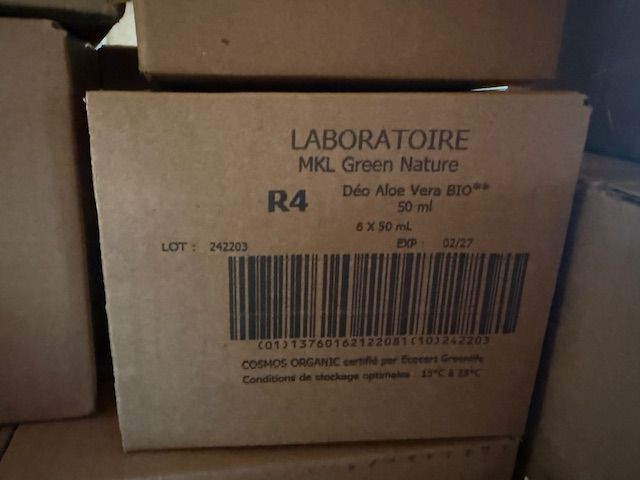 LABORATOIRE
MKL Green Nature
R4 Déo Aloe Vera BIO**
50 ml
6 X 50 mL
LOT : 242203 EXP : 02/27
(01)13760162122081(10)242203
COSMOS ORGANIC certifié par Ecocert Greenlife
Conditions de stockage optimales : 15°C à 25°C